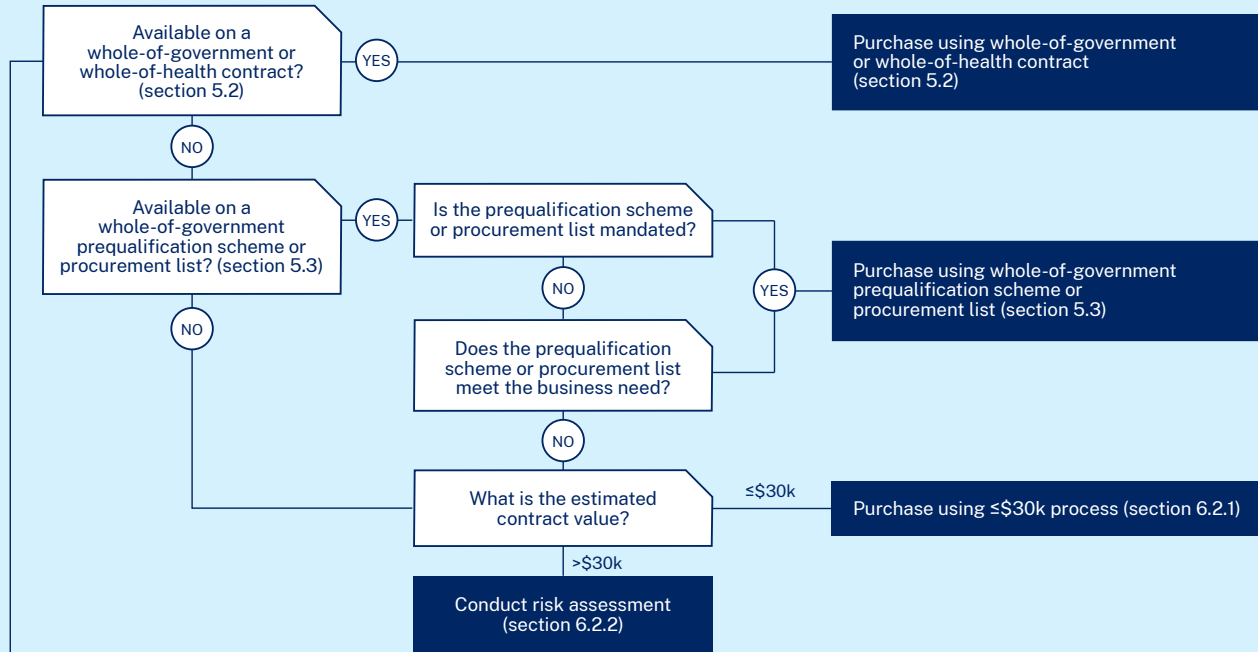 Available on a
whole-of-government or
whole-of-health contract?
(section 5.2)
YES
Purchase using whole-of-government
or whole-of-health contract
(section 5.2)
NO
Available on a
whole-of-government
prequalification scheme or
procurement list? (section 5.3)
YES
Is the prequalification scheme
or procurement list mandated?
NO
YES
Purchase using whole-of-government
prequalification scheme or
procurement list (section 5.3)
NO
Does the prequalification
scheme or procurement list
meet the business need?
NO
What is the estimated
contract value?
≤$30k
Purchase using ≤$30k process (section 6.2.1)
>$30k
Conduct risk assessment
(section 6.2.2)